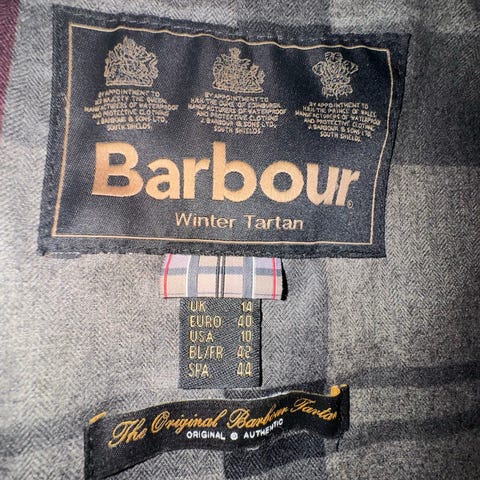 BY APPOINTMENT TO
HER MAJESTY THE QUEEN
MANUFACTURERS OF WATERPROOF
AND PROTECTIVE CLOTHING
J. BARBOUR & SONS LTD.
SOUTH SHIELDS.
BY APPOINTMENT TO
H.R.H. THE DUKE OF EDINBURGH
MANUFACTURERS OF WATERPROOF
AND PROTECTIVE CLOTHING
J. BARBOUR & SONS LTD.
SOUTH SHIELDS.
BY APPOINTMENT TO
H.R.H. THE PRINCE OF WALES
MANUFACTURERS OF WATERPROOF
AND PROTECTIVE CLOTHING
J. BARBOUR & SONS LTD.
SOUTH SHIELDS.
Barbour®
Winter Tartan
UK 14
EURO 40
USA 10
BL/FR 42
SPA 44
The Original Barbour Tartan
ORIGINAL ® AUTHENTIC